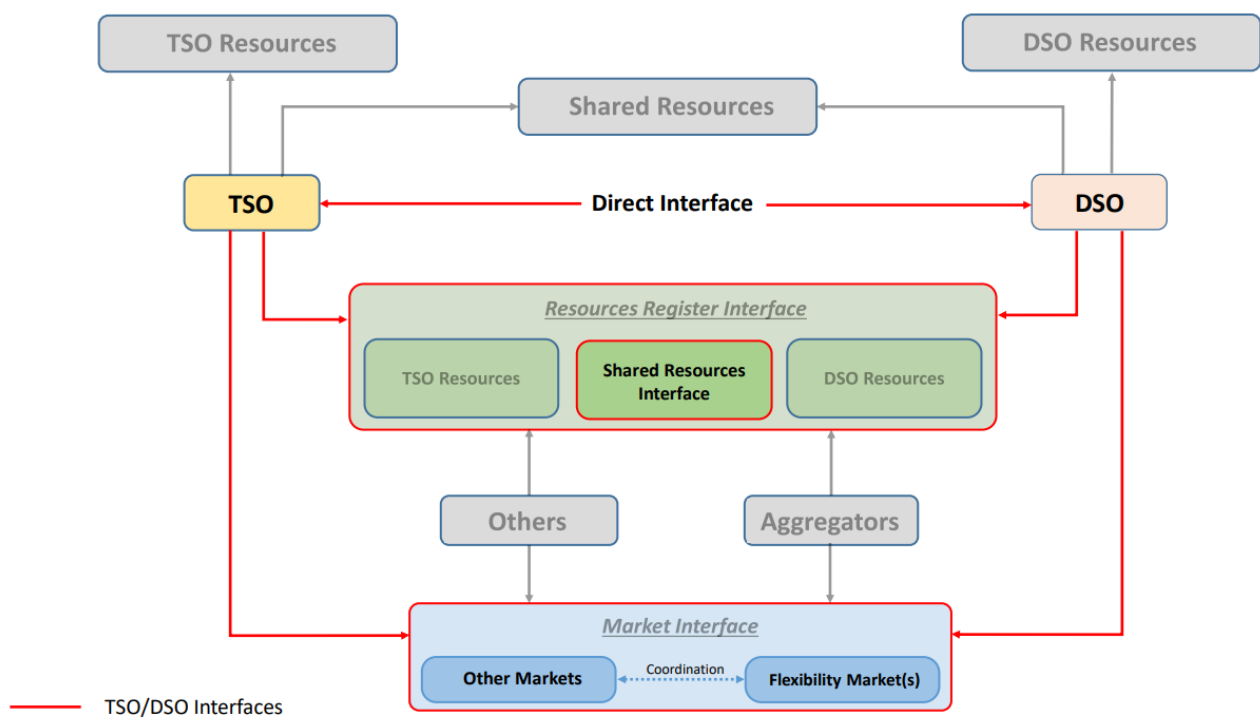 TSO Resources
DSO Resources
Shared Resources
TSO
Direct Interface
DSO
Resources Register Interface
TSO Resources
Shared Resources
Interface
DSO Resources
Others
Aggregators
Market Interface
Other Markets
Coordination
Flexibility Market(s)
TSO/DSO Interfaces